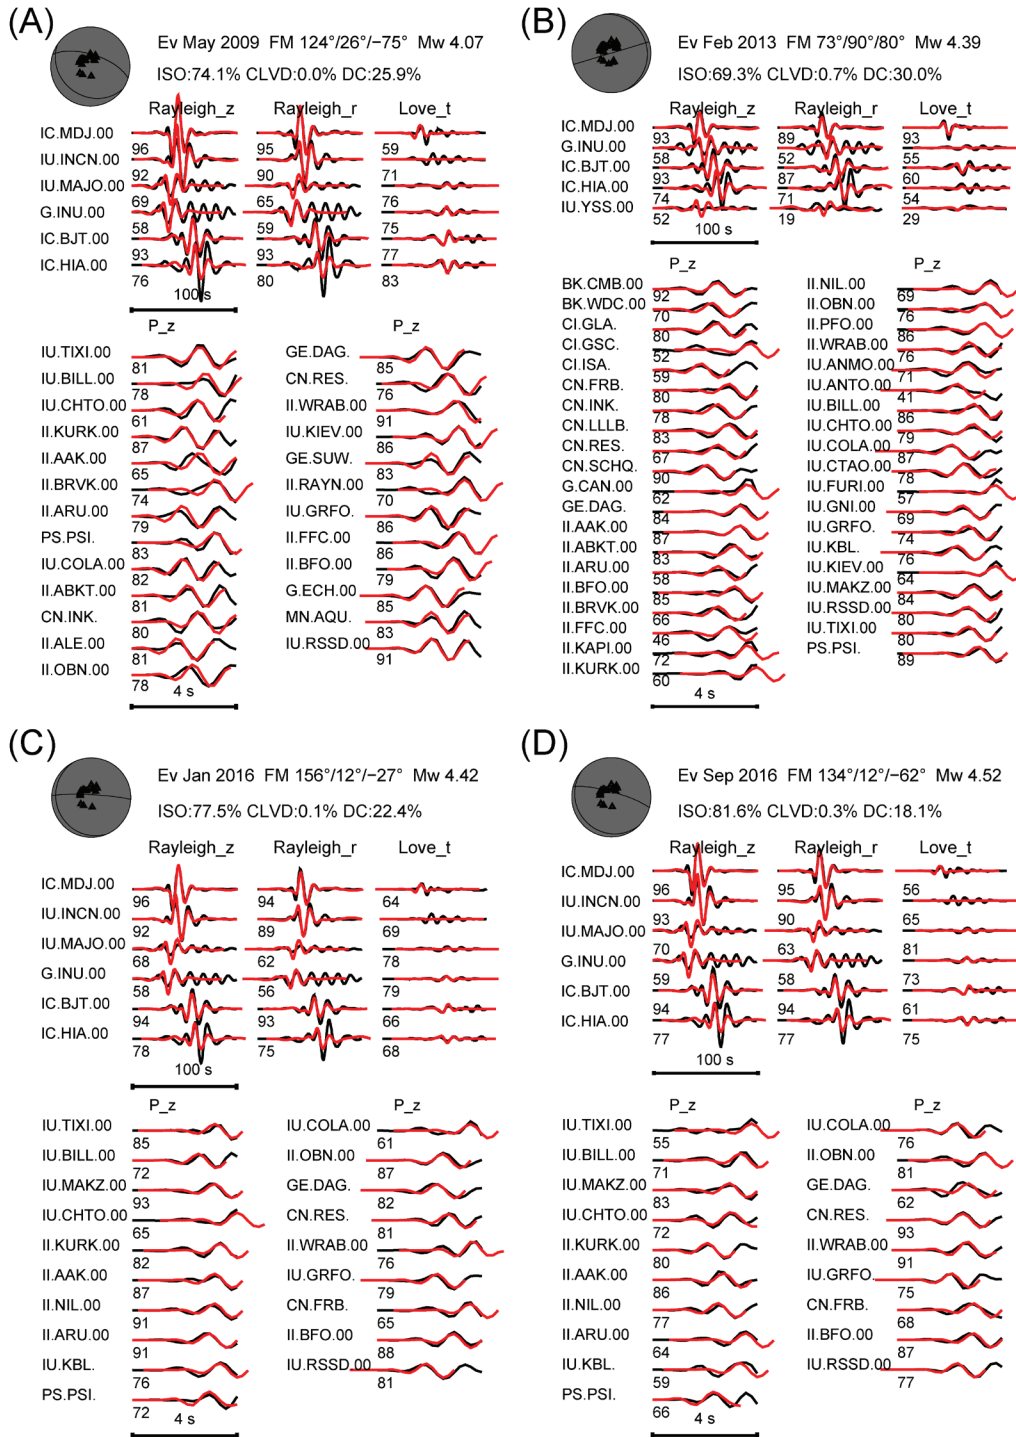 (A)
Ev May 2009 FM 124°/26°/−75° Mw 4.07
ISO:74.1% CLVD:0.0% DC:25.9%
Rayleigh_z Rayleigh_r Love_t
IC.MDJ.00 96 95 59
IU.INCN.00 92 90 71
IU.MAJO.00 69 65 76
G.INU.00 58 59 75
IC.BJT.00 93 93 77
IC.HIA.00 76 80 83
100 s
P_z P_z
IU.TIXI.00 81 GE.DAG. 85
IU.BILL.00 78 CN.RES. 76
IU.CHTO.00 61 II.WRAB.00 91
II.KURK.00 87 IU.KIEV.00 86
II.AAK.00 65 GE.SUW. 83
II.BRVK.00 74 II.RAYN.00 70
II.ARU.00 79 IU.GRFO. 86
PS.PSI. 83 II.FFC.00 86
IU.COLA.00 82 II.BFO.00 79
II.ABKT.00 81 G.ECH.00 85
CN.INK. 80 MN.AQU. 83
II.ALE.00 81 IU.RSSD.00 91
II.OBN.00 78
4 s
(B)
Ev Feb 2013 FM 73°/90°/80° Mw 4.39
ISO:69.3% CLVD:0.7% DC:30.0%
Rayleigh_z Rayleigh_r Love_t
IC.MDJ.00 93 89 93
G.INU.00 58 52 55
IC.BJT.00 93 87 60
IC.HIA.00 74 71 54
IU.YSS.00 52 19 29
100 s
P_z P_z
BK.CMB.00 92 II.NIL.00 69
BK.WDC.00 70 II.OBN.00 76
CI.GLA. 80 II.PFO.00 86
CI.GSC. 52 II.WRAB.00 76
CI.ISA. 59 IU.ANMO.00 71
CN.FRB. 80 IU.ANTO.00 41
CN.INK. 78 IU.BILL.00 86
CN.LLLB. 83 IU.CHTO.00 79
CN.RES. 67 IU.COLA.00 87
CN.SCHQ. 90 IU.CTAO.00 78
G.CAN.00 62 IU.FURI.00 57
GE.DAG. 84 IU.GNI.00 69
II.AAK.00 87 IU.GRFO. 74
II.ABKT.00 83 IU.KBL. 76
II.ARU.00 58 IU.KIEV.00 64
II.BFO.00 85 IU.MAKZ.00 84
II.BRVK.00 66 IU.RSSD.00 80
II.FFC.00 46 IU.TIXI.00 80
II.KAPI.00 72 PS.PSI. 89
II.KURK.00 60
4 s
(C)
Ev Jan 2016 FM 156°/12°/−27° Mw 4.42
ISO:77.5% CLVD:0.1% DC:22.4%
Rayleigh_z Rayleigh_r Love_t
IC.MDJ.00 96 94 64
IU.INCN.00 92 89 69
IU.MAJO.00 68 62 78
G.INU.00 58 56 79
IC.BJT.00 94 93 66
IC.HIA.00 78 75 68
100 s
P_z P_z
IU.TIXI.00 85 IU.COLA.00 61
IU.BILL.00 72 II.OBN.00 87
IU.MAKZ.00 93 GE.DAG. 82
IU.CHTO.00 65 CN.RES. 81
II.KURK.00 82 II.WRAB.00 76
II.AAK.00 87 IU.GRFO. 79
II.NIL.00 91 CN.FRB. 65
II.ARU.00 91 II.BFO.00 88
IU.KBL. 76 IU.RSSD.00 81
PS.PSI. 72
4 s
(D)
Ev Sep 2016 FM 134°/12°/−62° Mw 4.52
ISO:81.6% CLVD:0.3% DC:18.1%
Rayleigh_z Rayleigh_r Love_t
IC.MDJ.00 96 95 56
IU.INCN.00 93 90 65
IU.MAJO.00 70 63 81
G.INU.00 59 58 73
IC.BJT.00 94 94 61
IC.HIA.00 77 77 75
100 s
P_z P_z
IU.TIXI.00 55 IU.COLA.00 76
IU.BILL.00 71 II.OBN.00 81
IU.MAKZ.00 83 GE.DAG. 62
IU.CHTO.00 72 CN.RES. 93
II.KURK.00 80 II.WRAB.00 91
II.AAK.00 86 IU.GRFO. 75
II.NIL.00 77 CN.FRB. 68
II.ARU.00 64 II.BFO.00 87
IU.KBL. 59 IU.RSSD.00 77
PS.PSI. 66
4 s